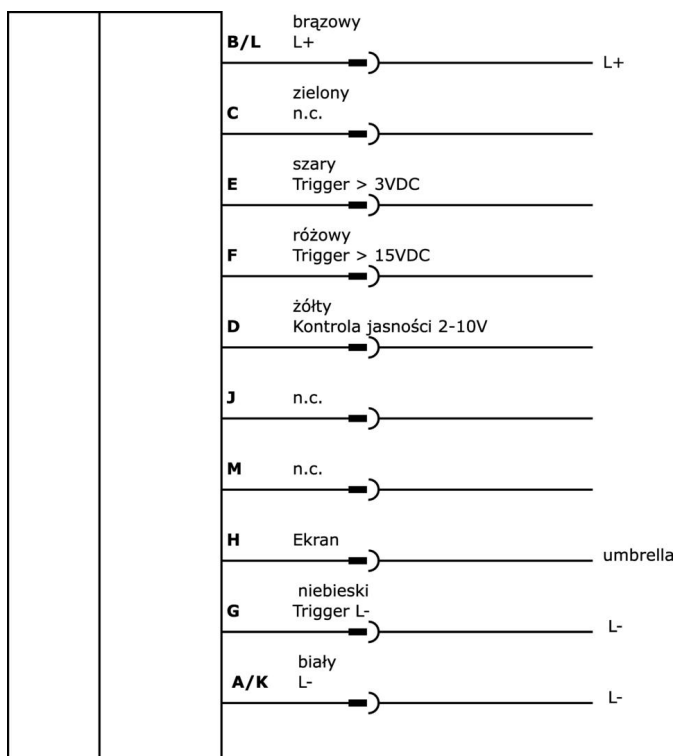 brązowy
B/L L+
L+
zielony
C n.c.
szary
E Trigger > 3VDC
różowy
F Trigger > 15VDC
żółty
D Kontrola jasności 2-10V
J n.c.
M n.c.
H Ekran
umbrella
niebieski
G Trigger L-
L-
biały
A/K L-
L-